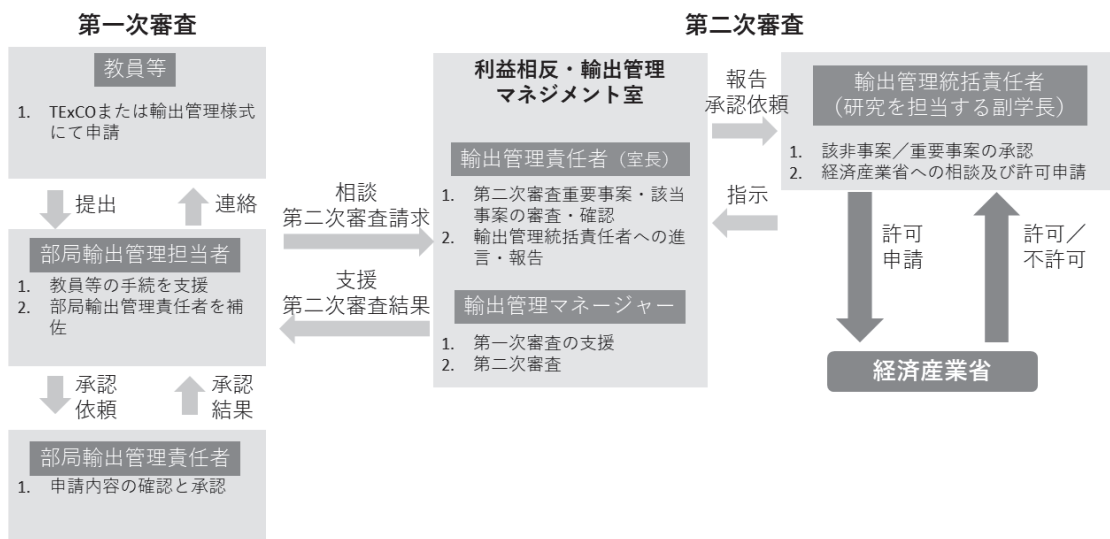 第一次審査
教員等
1. TExCOまたは輸出管理様式
にて申請
提出
連絡
部局輸出管理担当者
1. 教員等の手続を支援
2. 部局輸出管理責任者を補
佐
承認
依頼
承認
結果
部局輸出管理責任者
1. 申請内容の確認と承認
相談
第二次審査請求
支援
第二次審査結果
第二次審査
利益相反・輸出管理
マネジメント室
輸出管理責任者（室長）
1. 第二次審査重要事案・該当
事案の審査・確認
2. 輸出管理統括責任者への進
言・報告
輸出管理マネージャー
1. 第一次審査の支援
2. 第二次審査
報告
承認依頼
指示
輸出管理統括責任者
（研究を担当する副学長）
1. 該非事案／重要事案の承認
2. 経済産業省への相談及び許可申請
許可
申請
許可／
不許可
経済産業省